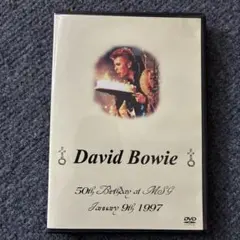 David Bowie
50th Birthday at MSG
January 9th 1997
DVD